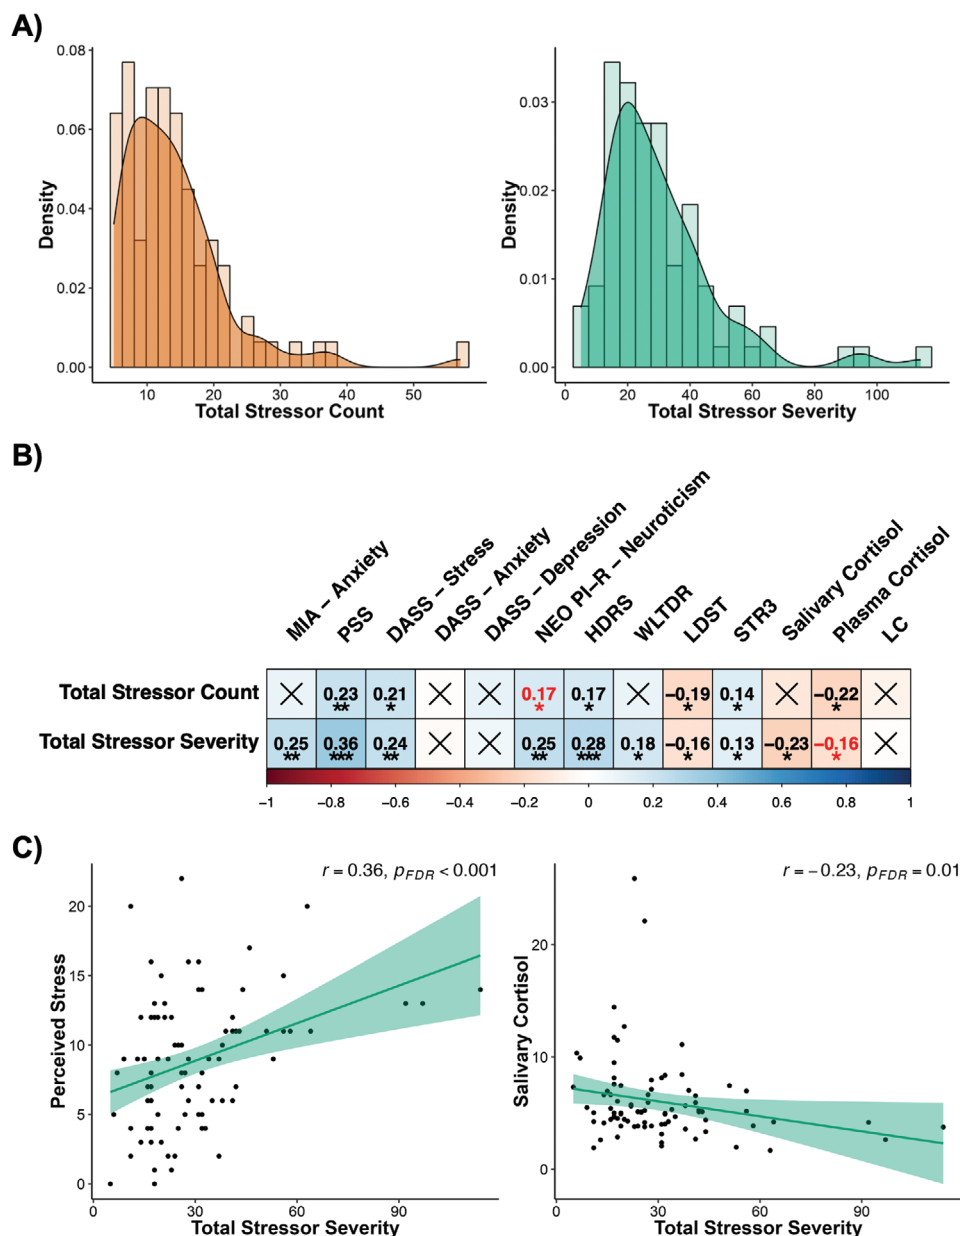 A)
0.08
0.06
0.04
0.02
0.00
Density
10 20 30 40 50
Total Stressor Count
0.03
0.02
0.01
0.00
Density
0 20 40 60 80 100
Total Stressor Severity
B)
MIA – Anxiety
PSS
DASS – Stress
DASS – Anxiety
DASS – Depression
NEO PI–R – Neuroticism
HDRS
WLTDR
LDST
STR3
Salivary Cortisol
Plasma Cortisol
LC
Total Stressor Count 0.23 0.21 0.17 0.17 −0.19 0.14 −0.22
** * * * * * *
Total Stressor Severity 0.25 0.36 0.24 0.25 0.28 0.18 −0.16 0.13 −0.23 −0.16
** *** ** ** *** * * * * *
−1 −0.8 −0.6 −0.4 −0.2 0 0.2 0.4 0.6 0.8 1
C)
r = 0.36, pFDR < 0.001
20
15
10
5
0
Perceived Stress
0 30 60 90
Total Stressor Severity
r = −0.23, pFDR = 0.01
20
10
0
Salivary Cortisol
0 30 60 90
Total Stressor Severity